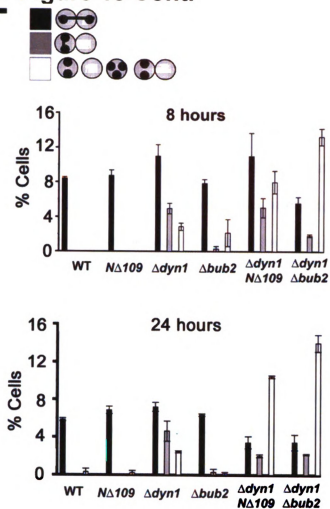 8 hours
% Cells
16
12
8
4
0
WT NΔ109 Δdyn1 Δbub2 Δdyn1 Δdyn1
NΔ109 Δbub2
24 hours
% Cells
16
12
8
4
0
WT NΔ109 Δdyn1 Δbub2 Δdyn1 Δdyn1
NΔ109 Δbub2